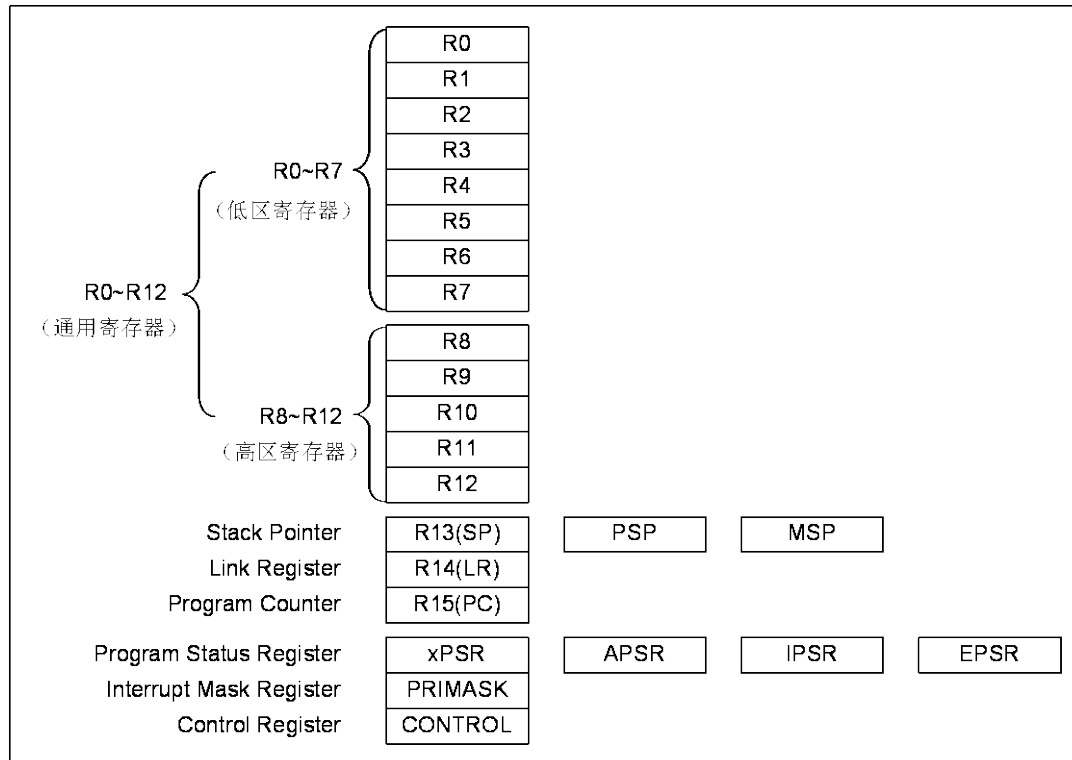 R0
R1
R2
R3
R0~R7
R4
（低区寄存器）
R5
R6
R7
R0~R12
（通用寄存器）
R8
R9
R8~R12
R10
（高区寄存器）
R11
R12
Stack Pointer R13(SP) PSP MSP
Link Register R14(LR)
Program Counter R15(PC)
Program Status Register xPSR APSR IPSR EPSR
Interrupt Mask Register PRIMASK
Control Register CONTROL